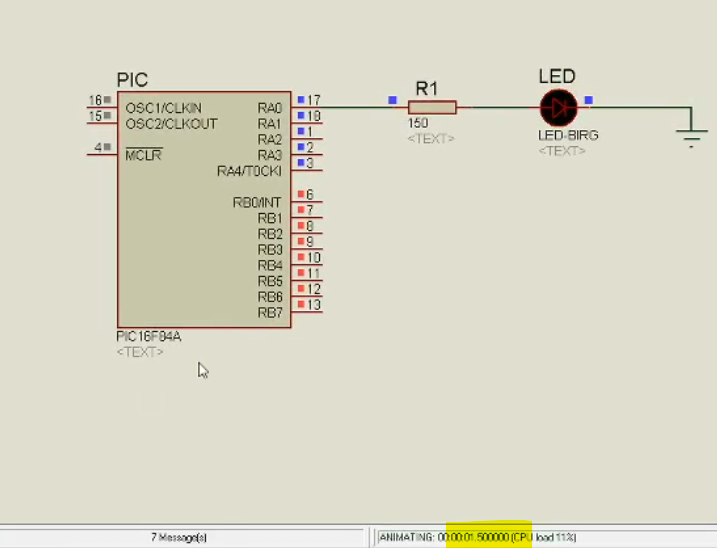 PIC
16
OSC1/CLKIN
15
OSC2/CLKOUT
4
MCLR
RA0
17
RA1
18
RA2
1
RA3
2
RA4/T0CKI
3
RB0/INT
6
RB1
7
RB2
8
RB3
9
RB4
10
RB5
11
RB6
12
RB7
13
PIC16F84A
<TEXT>
R1
150
<TEXT>
LED
LED-BIRG
<TEXT>
7 Message(s)
ANIMATING: 00:00:01.500000 (CPU load 11%)